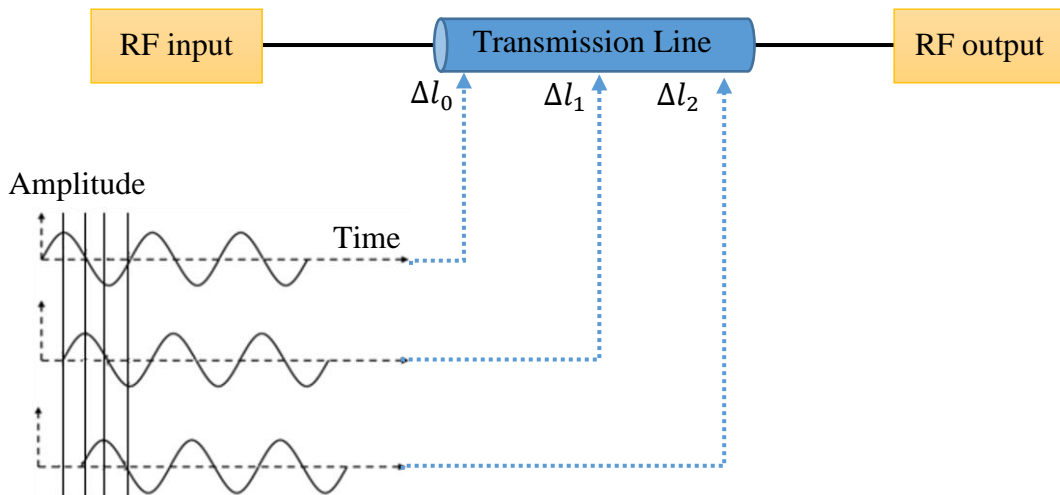 RF input
Transmission Line
RF output
Δl₀
Δl₁
Δl₂
Amplitude
Time